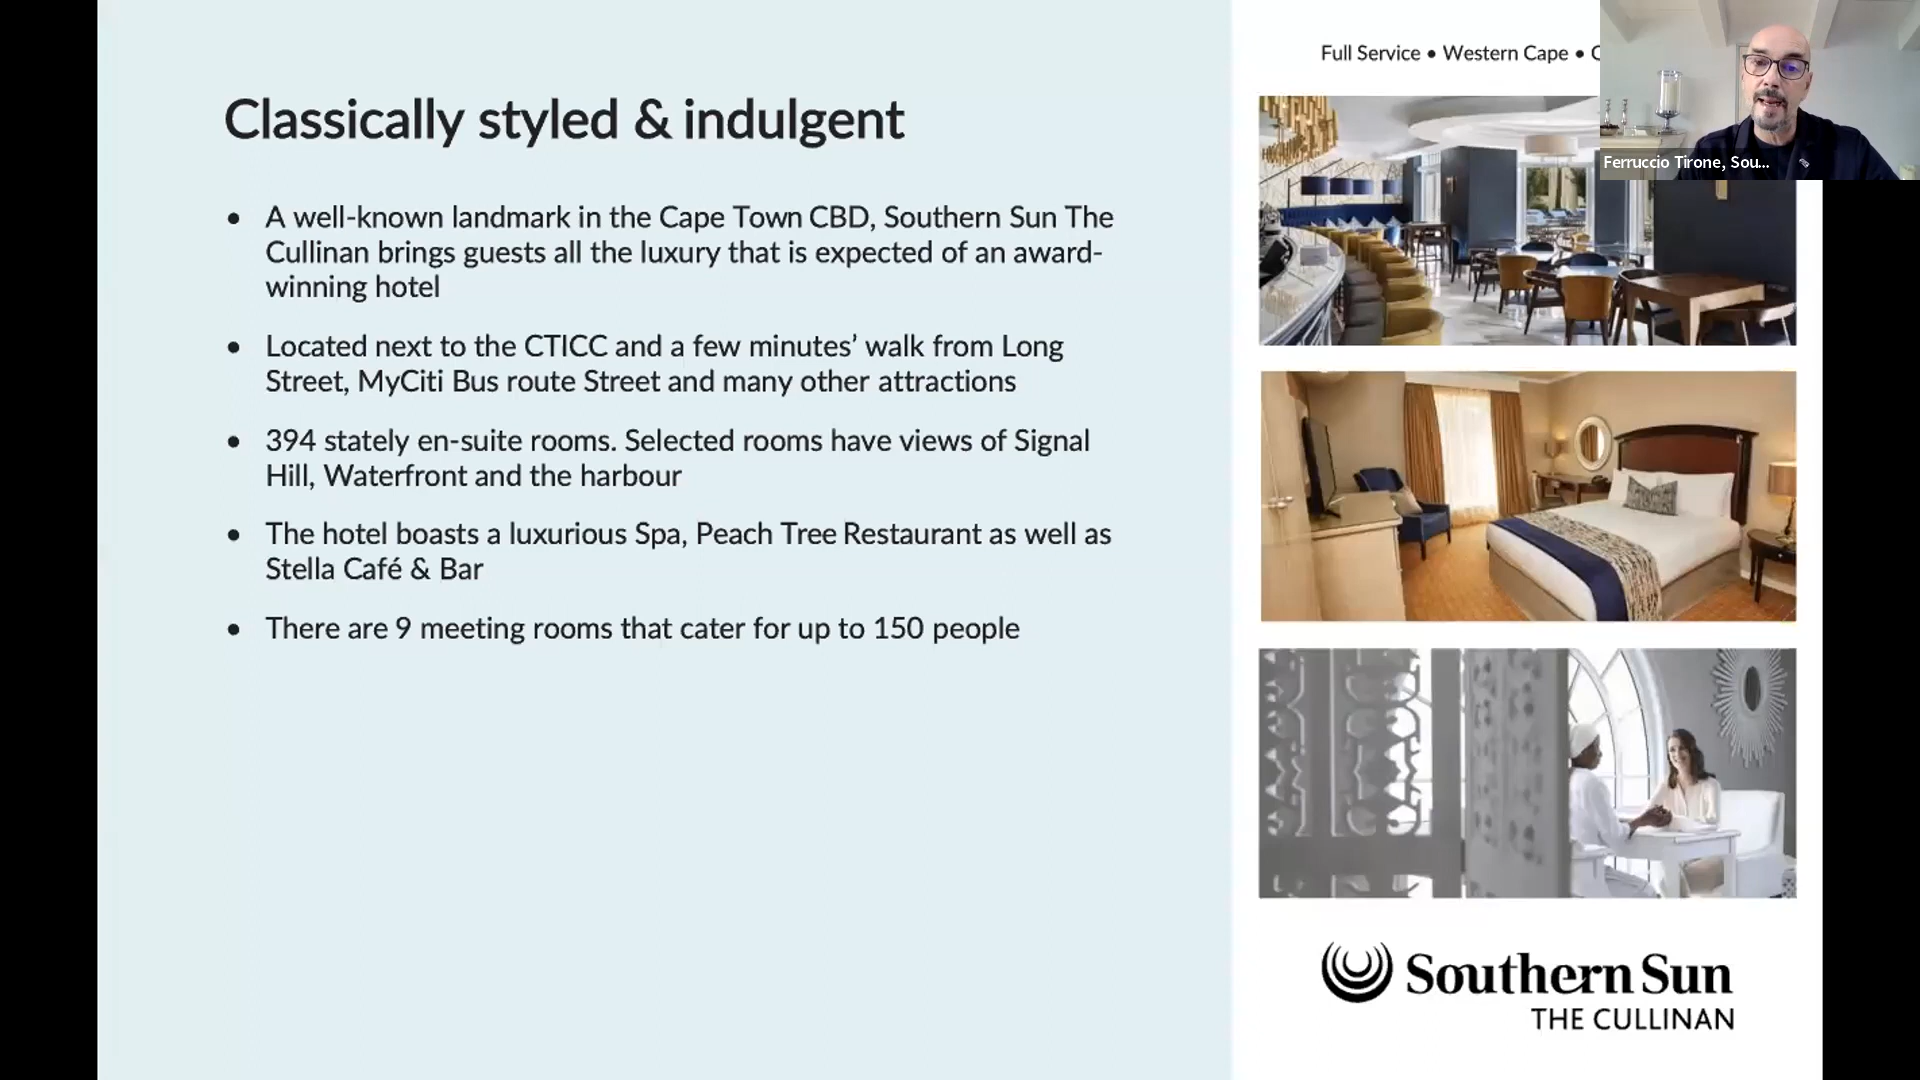 Full Service • Western Cape •
Ferruccio Tirone, Sou...
Classically styled & indulgent
• A well-known landmark in the Cape Town CBD, Southern Sun The
Cullinan brings guests all the luxury that is expected of an award-
winning hotel
• Located next to the CTICC and a few minutes’ walk from Long
Street, MyCiti Bus route Street and many other attractions
• 394 stately en-suite rooms. Selected rooms have views of Signal
Hill, Waterfront and the harbour
• The hotel boasts a luxurious Spa, Peach Tree Restaurant as well as
Stella Café & Bar
• There are 9 meeting rooms that cater for up to 150 people
Southern Sun
THE CULLINAN